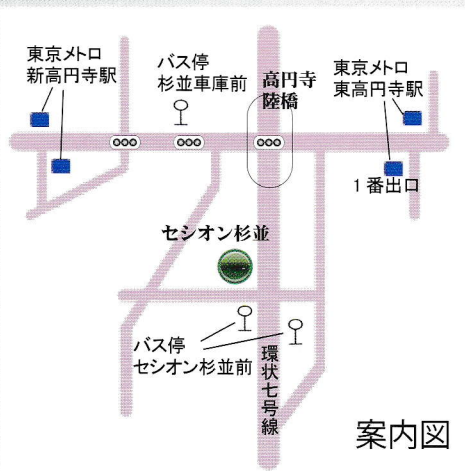 東京メトロ
新高円寺駅
バス停
杉並車庫前
高円寺
陸橋
東京メトロ
東高円寺駅
1番出口
セシオン杉並
バス停
セシオン杉並前
環状七号線
案内図